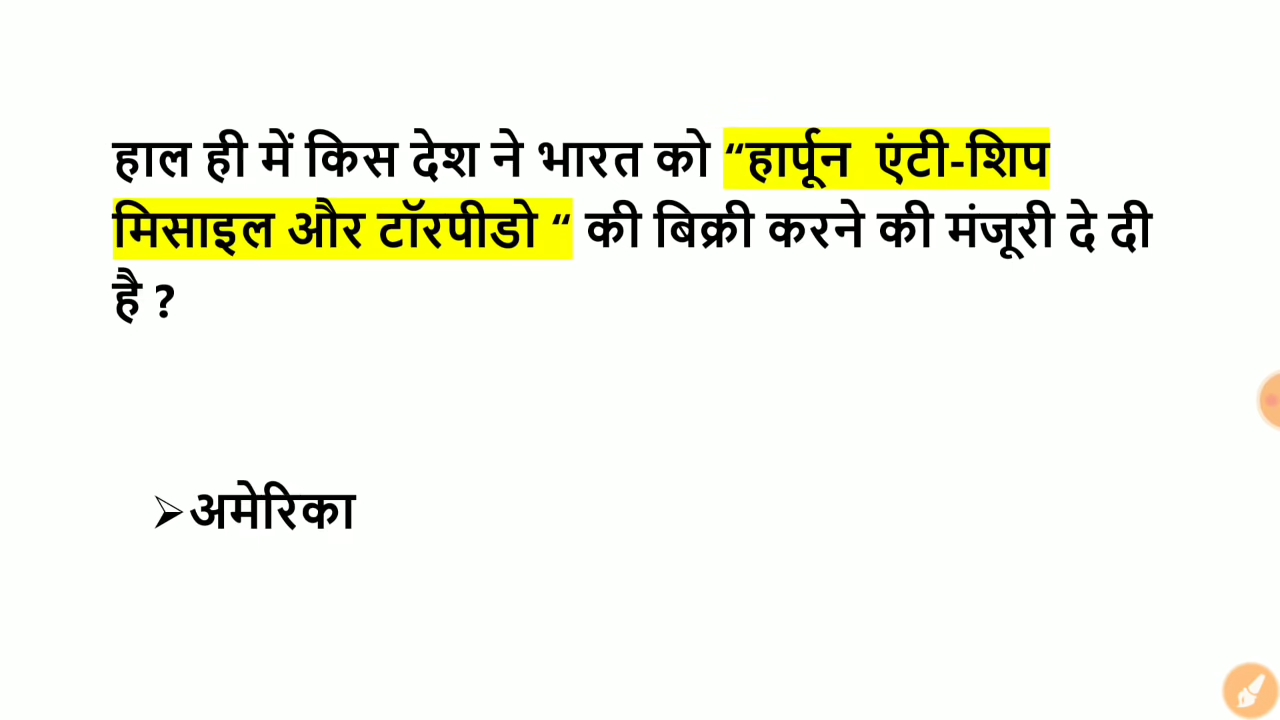 हाल ही में किस देश ने भारत को “हार्पून एंटी-शिप
मिसाइल और टॉरपीडो “ की बिक्री करने की मंजूरी दे दी
है ?
➢अमेरिका